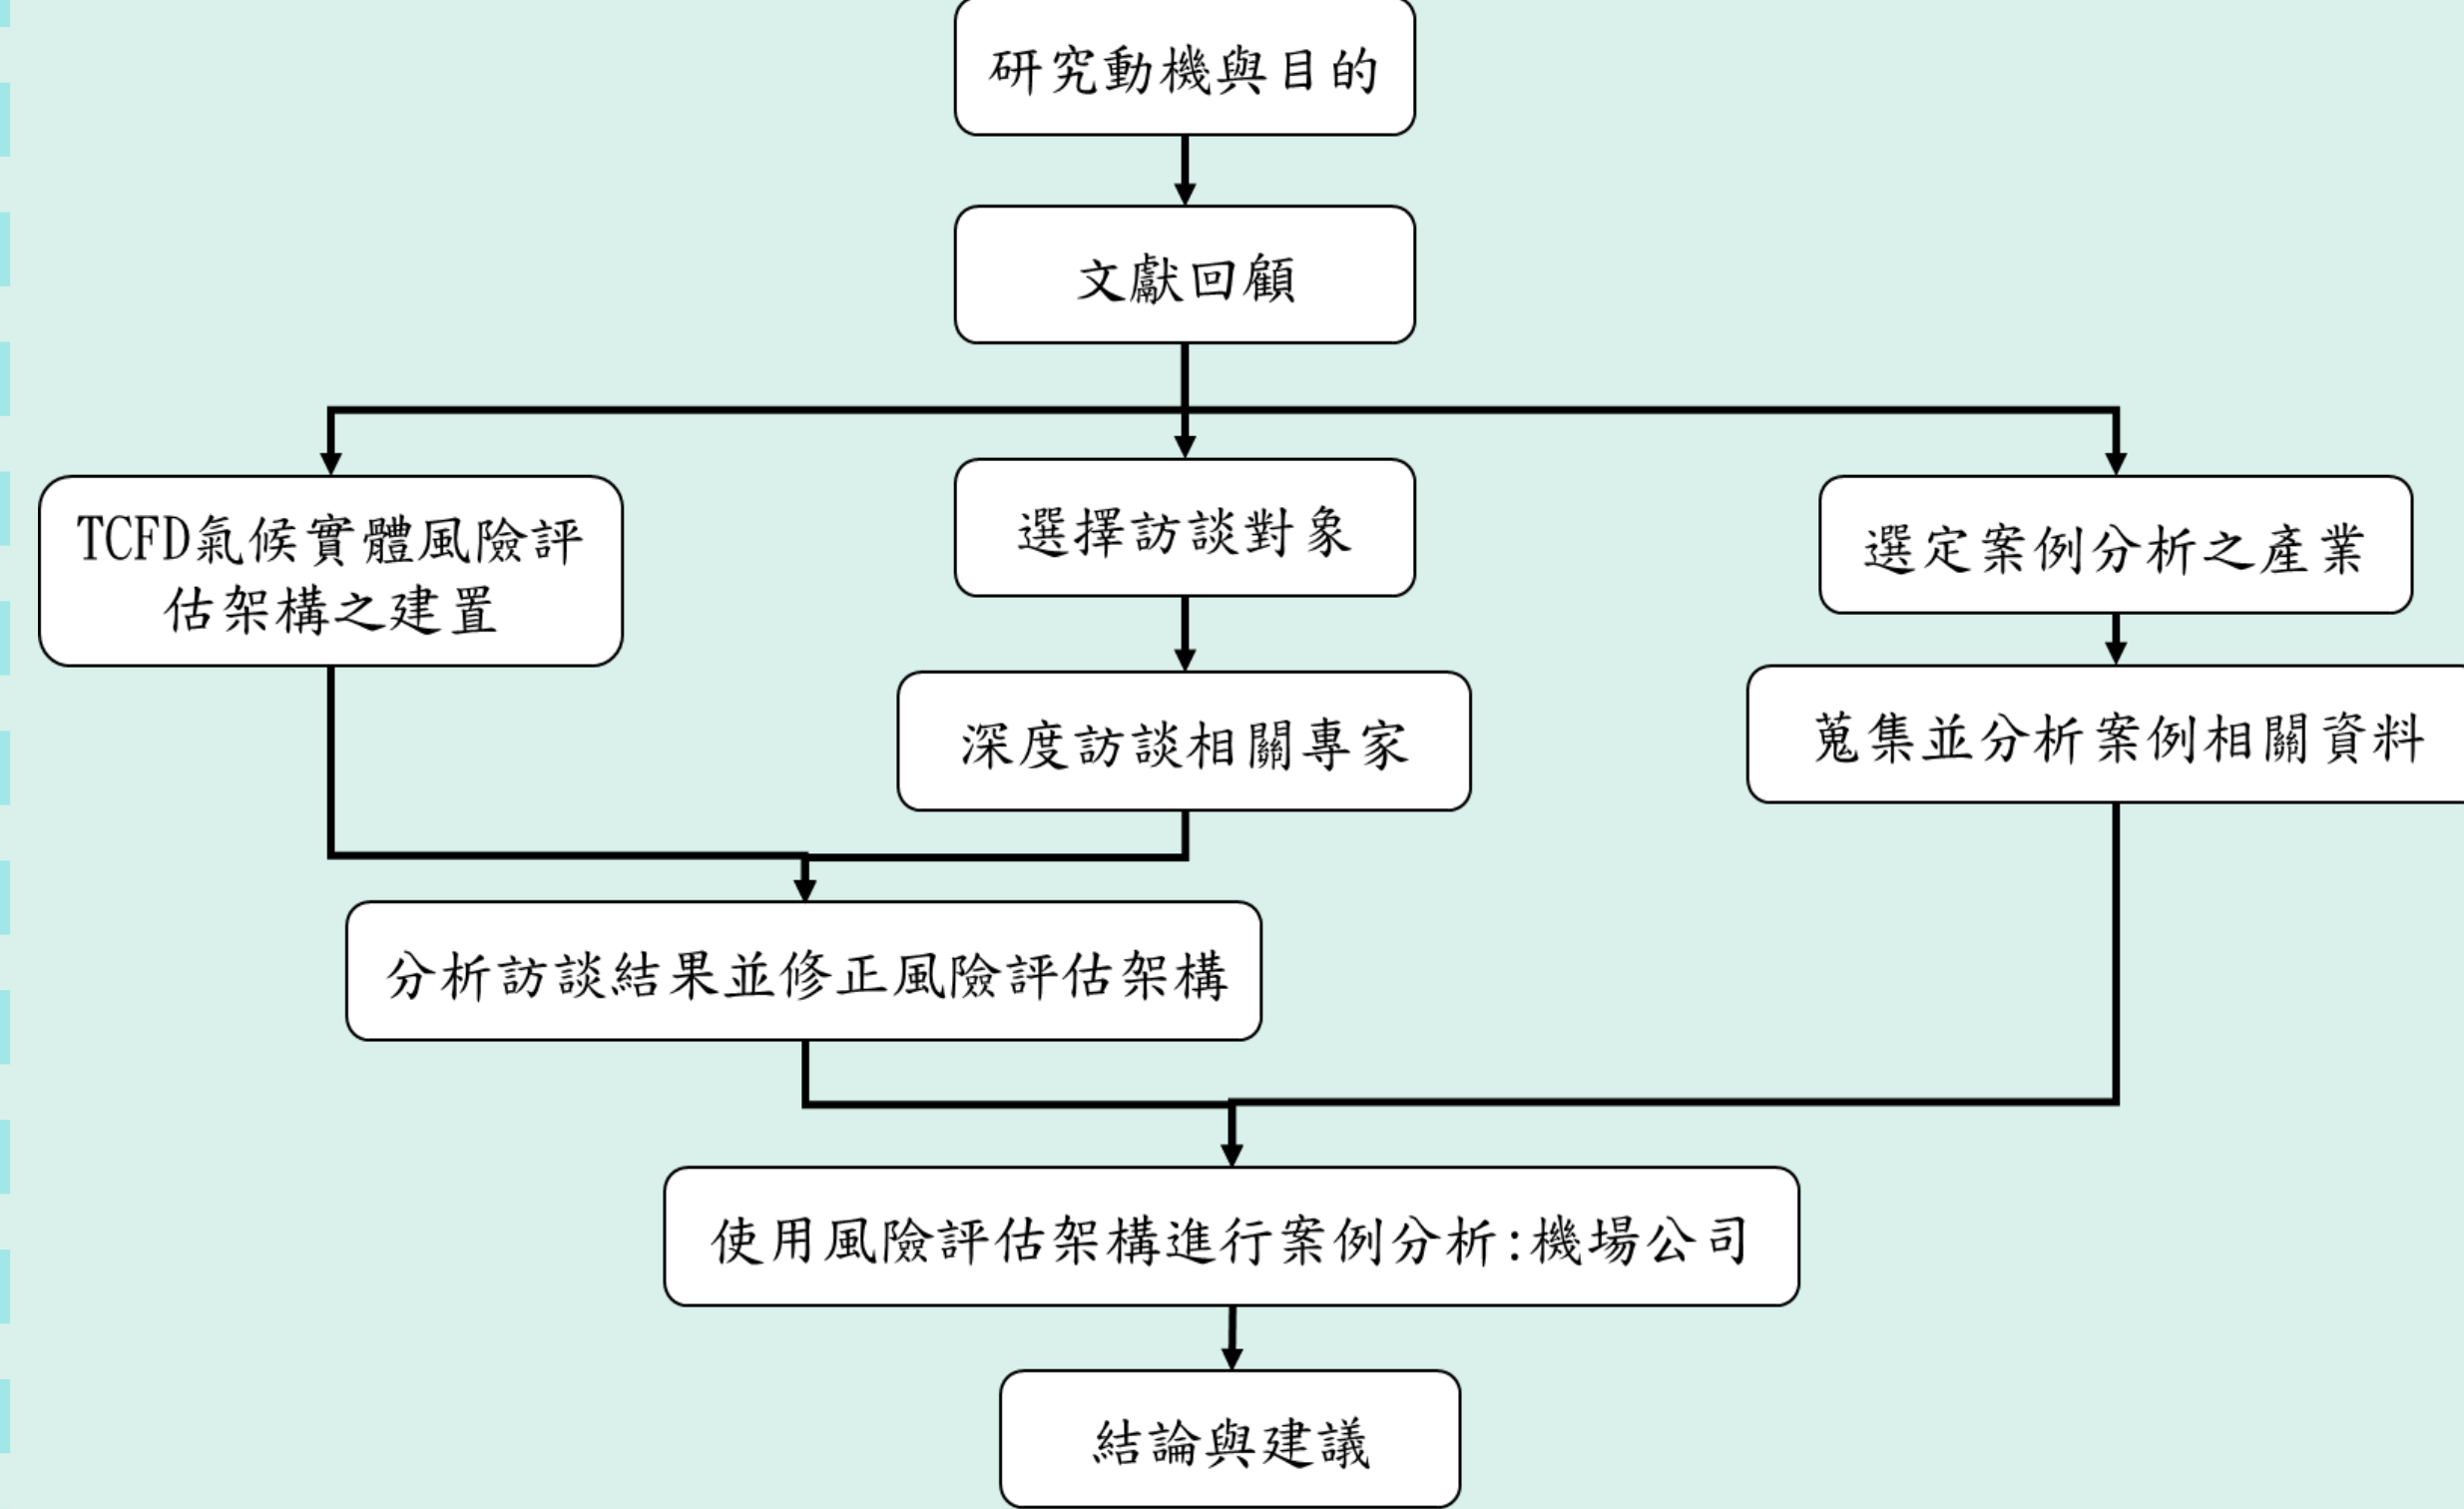 研究動機與目的
文獻回顧
TCFD氣候實體風險評
估架構之建置
選擇訪談對象
選定案例分析之產業
深度訪談相關專家
蒐集並分析案例相關資料
分析訪談結果並修正風險評估架構
使用風險評估架構進行案例分析:機場公司
結論與建議